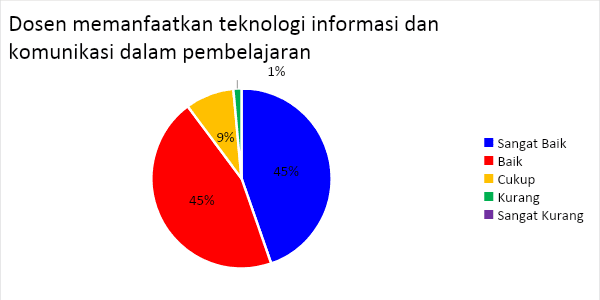 Dosen memanfaatkan teknologi informasi dan
komunikasi dalam pembelajaran
1%
9%
45%
45%
Sangat Baik
Baik
Cukup
Kurang
Sangat Kurang